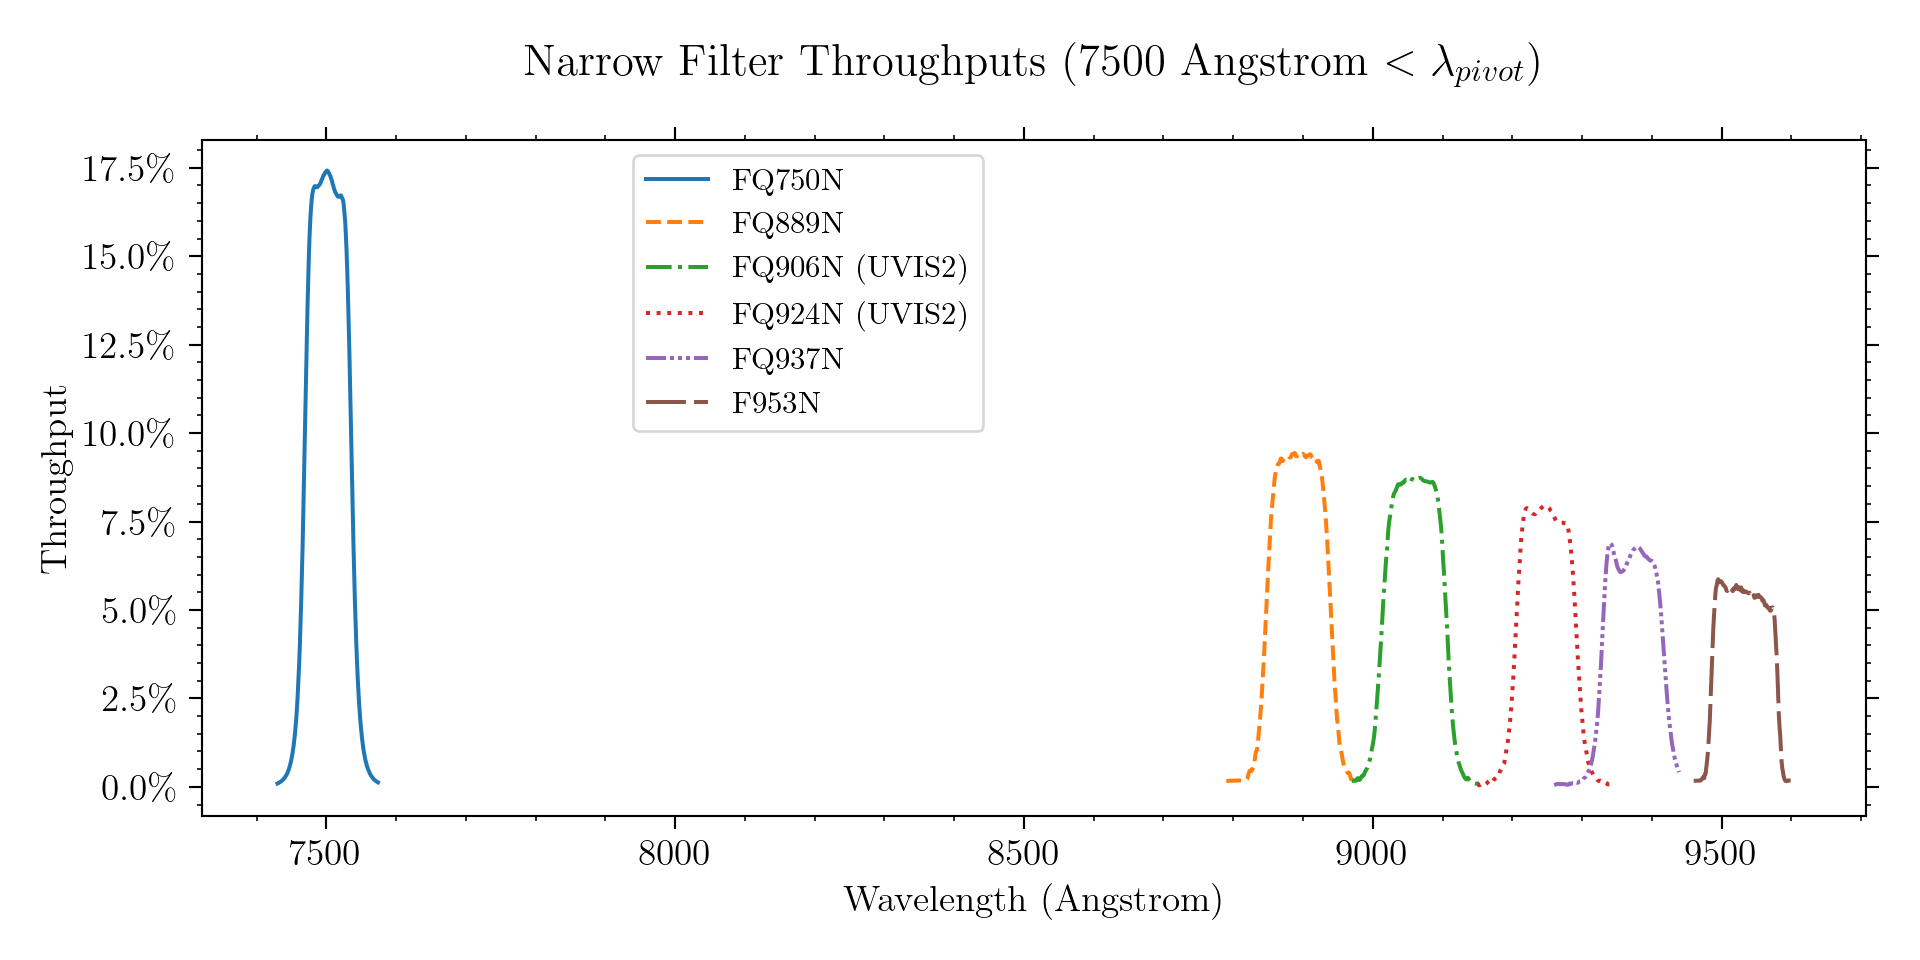 Narrow Filter Throughputs (7500 Angstrom < λ_pivot)
17.5%
15.0%
12.5%
10.0%
7.5%
5.0%
2.5%
0.0%
Throughput
FQ750N
FQ889N
FQ906N (UVIS2)
FQ924N (UVIS2)
FQ937N
F953N
7500 8000 8500 9000 9500
Wavelength (Angstrom)